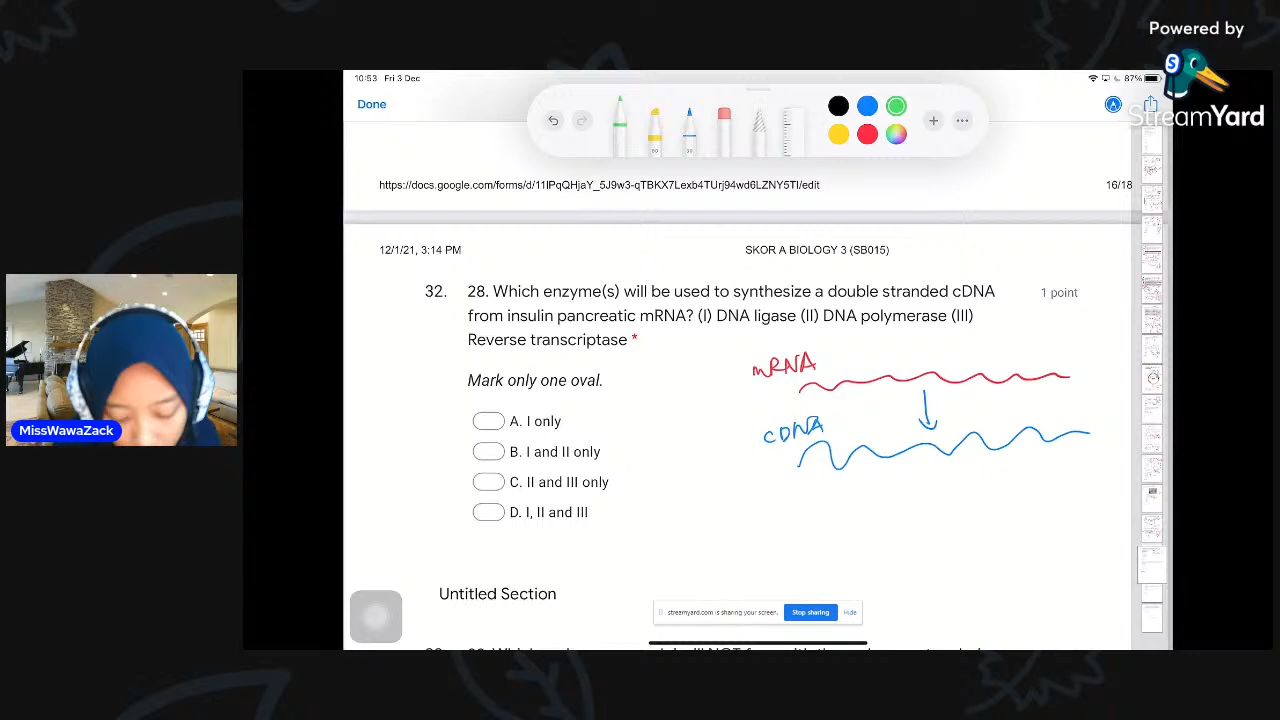 Powered by
StreamYard
10:53 Fri 3 Dec
87%
Done
https://docs.google.com/forms/d/11lPqQHjaY_5J9w3-qTBKX7Lexb4TUrj94wd6LZNY5TI/edit
16/18
12/1/21, 3:14 PM
SKOR A BIOLOGY 3 (SB015)
32.
28. Which enzyme(s) will be used to synthesize a double-stranded cDNA
1 point
from insulin pancreatic mRNA? (I) DNA ligase (II) DNA polymerase (III)
Reverse transcriptase *
mRNA
Mark only one oval.
A. I only
cDNA
B. I and II only
C. II and III only
D. I, II and III
Untitled Section
streamyard.com is sharing your screen.
Stop sharing
Hide
MissWawaZack